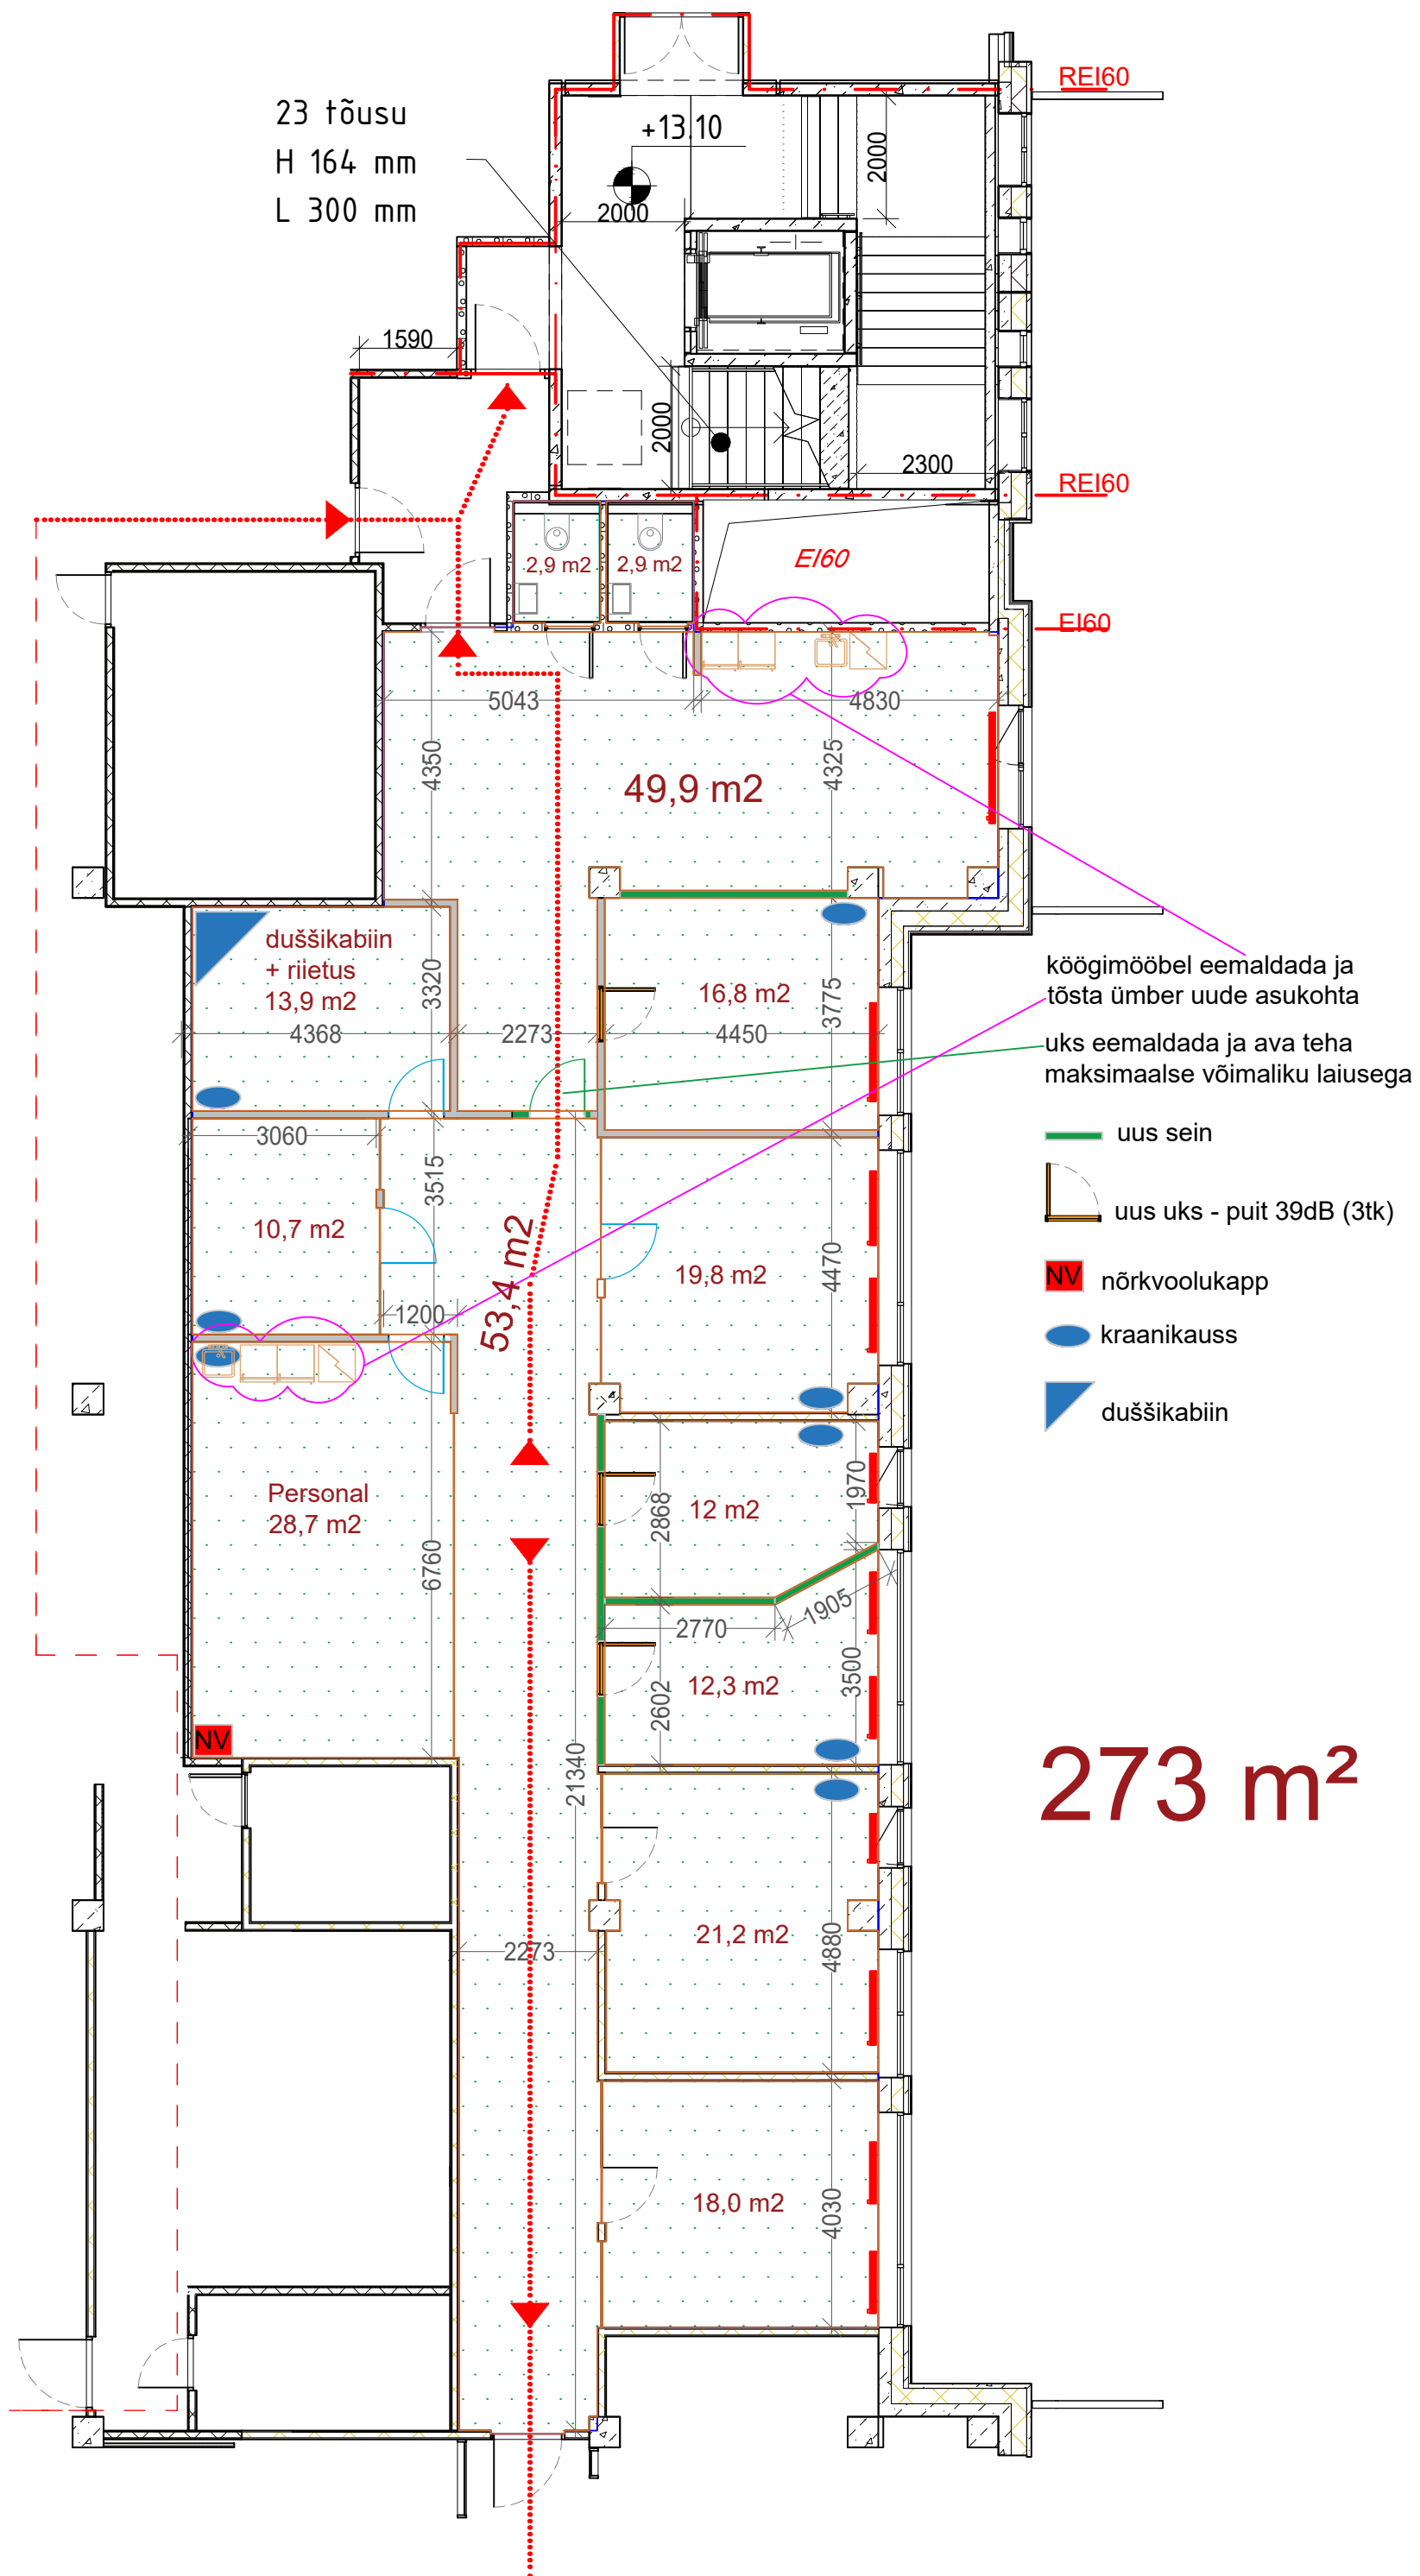 REI60
23 tõusu
H 164 mm
L 300 mm
+13.10
2000
2000
1590
2000
2300
REI60
2,9 m2
2,9 m2
EI60
EI60
5043
4830
4350
4325
49,9 m2
duššikabiin
+ riietus
13,9 m2
3320
16,8 m2
3775
4368
2273
4450
köögimööbel eemaldada ja
tõsta ümber uude asukohta
uks eemaldada ja ava teha
maksimaalse võimaliku laiusega
uus sein
uus uks - puit 39dB (3tk)
NV
nõrkvoolukapp
kraanikauss
duššikabiin
3060
3515
10,7 m2
53,4 m2
19,8 m2
4470
1200
Personal
28,7 m2
6760
2868
12 m2
1970
2770
1905
2602
12,3 m2
3500
NV
21340
273 m²
21,2 m2
4880
2273
18,0 m2
4030